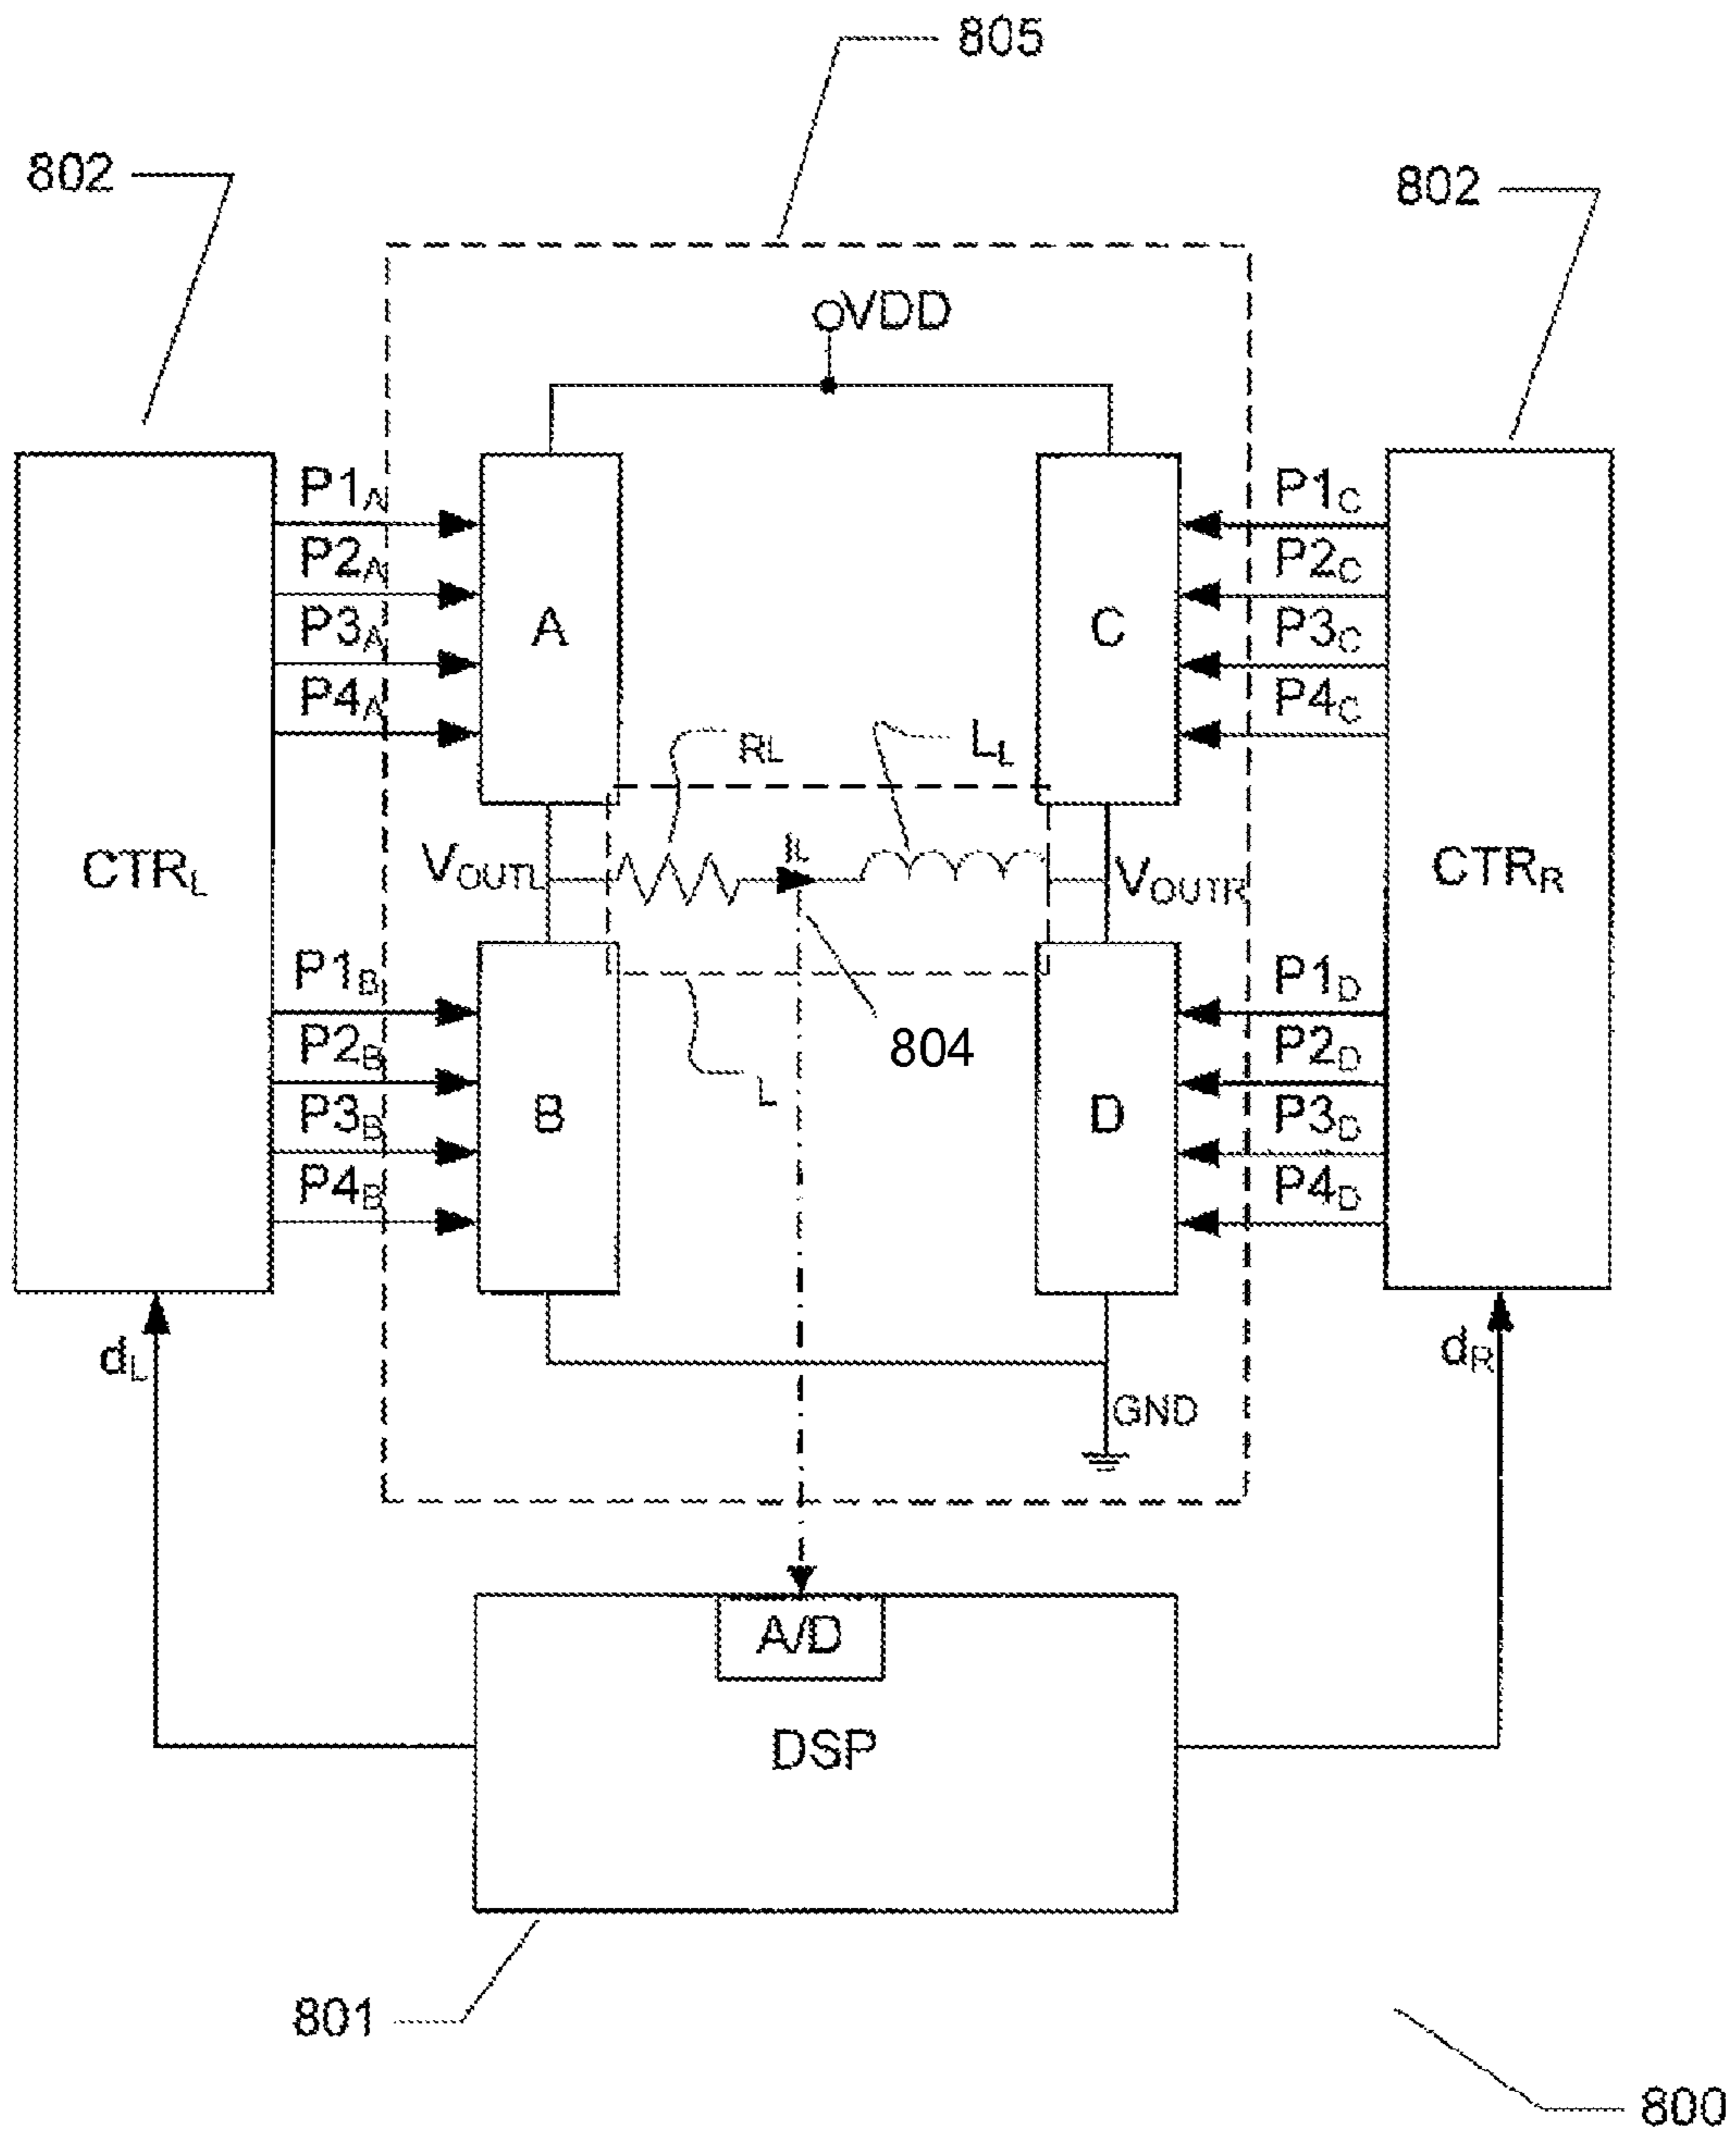 805
802
802
VDD
P1A
P1C
P2A
P2C
P3A
A
C
P3C
P4A
P4C
RL
LL
CTRL
VOUTL
IL
VOUTR
CTRR
P1B
P1D
804
P2B
P2D
L
P3B
B
D
P3D
P4B
P4D
dL
dR
GND
A/D
DSP
801
800